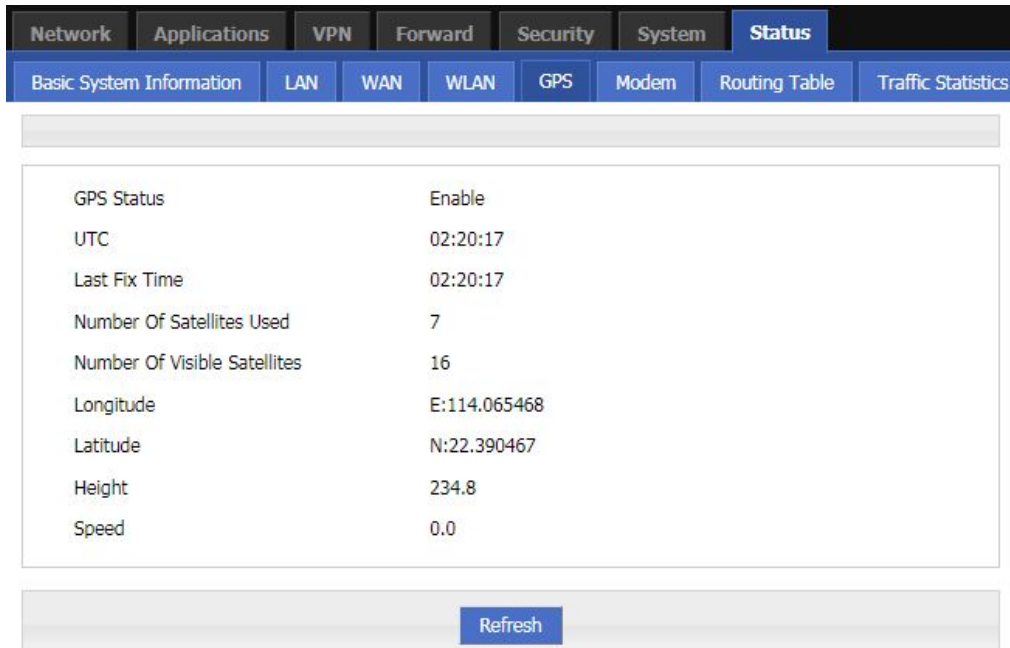 Network Applications VPN Forward Security System Status
Basic System Information LAN WAN WLAN GPS Modem Routing Table Traffic Statistics
GPS Status Enable
UTC 02:20:17
Last Fix Time 02:20:17
Number Of Satellites Used 7
Number Of Visible Satellites 16
Longitude E:114.065468
Latitude N:22.390467
Height 234.8
Speed 0.0
Refresh